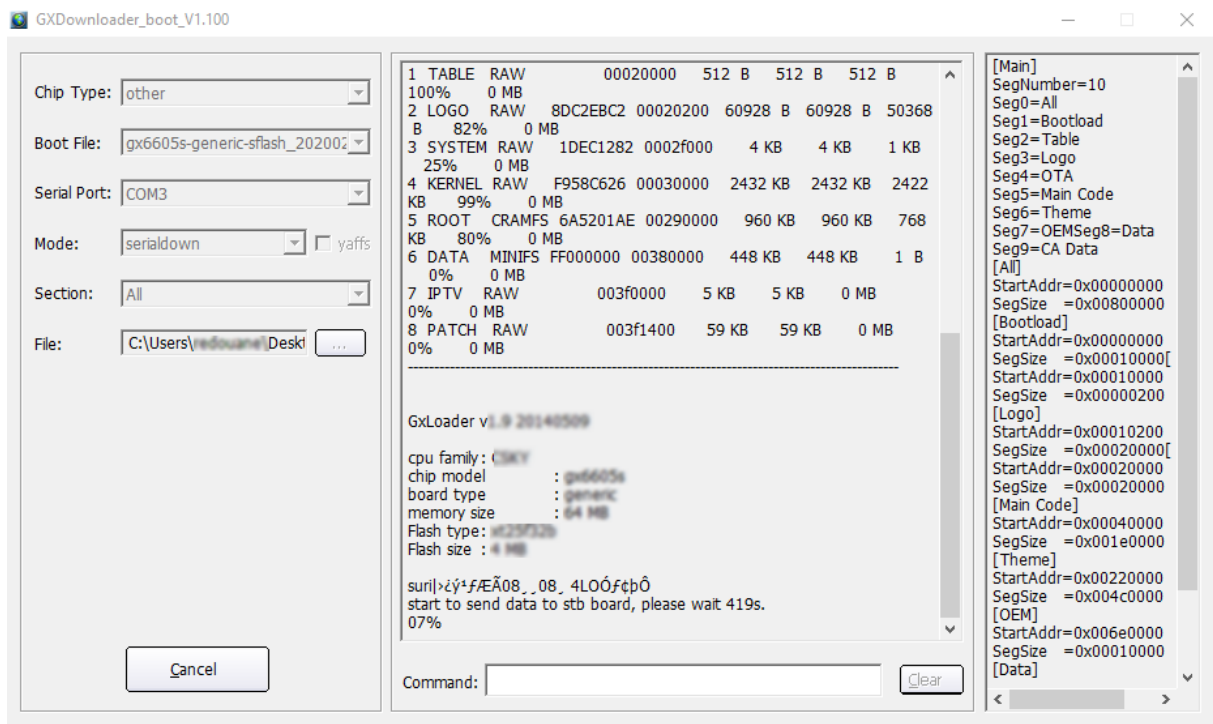 GXDownloader_boot_V1.100
Chip Type: other
Boot File: gx6605s-generic-sflash_202002
Serial Port: COM3
Mode: serialdown yaffs
Section: All
File: C:\Users\ Deskt ...
Cancel
1 TABLE RAW 00020000 512 B 512 B 512 B
100% 0 MB
2 LOGO RAW 8DC2EBC2 00020200 60928 B 60928 B 50368
B 82% 0 MB
3 SYSTEM RAW 1DEC1282 0002f000 4 KB 4 KB 1 KB
25% 0 MB
4 KERNEL RAW F958C626 00030000 2432 KB 2432 KB 2422
KB 99% 0 MB
5 ROOT CRAMFS 6A5201AE 00290000 960 KB 960 KB 768
KB 80% 0 MB
6 DATA MINIFS FF000000 00380000 448 KB 448 KB 1 B
0% 0 MB
7 IPTV RAW 003f0000 5 KB 5 KB 0 MB
0% 0 MB
8 PATCH RAW 003f1400 59 KB 59 KB 0 MB
0% 0 MB
--------------------------------------------------------------------------------
GxLoader v1.9 20140509
cpu family : CSKY
chip model : gx6605s
board type : generic
memory size : 64 MB
Flash type :
Flash size : 4 MB
start to send data to stb board, please wait 419s.
07%
Command: Clear
[Main]
SegNumber=10
Seg0=All
Seg1=Bootload
Seg2=Table
Seg3=Logo
Seg4=OTA
Seg5=Main Code
Seg6=Theme
Seg7=OEMSeg8=Data
Seg9=CA Data
[All]
StartAddr=0x00000000
SegSize =0x00800000
[Bootload]
StartAddr=0x00000000
SegSize =0x00010000[
StartAddr=0x00010000
SegSize =0x00000200
[Logo]
StartAddr=0x00010200
SegSize =0x00020000[
StartAddr=0x00020000
SegSize =0x00020000
[Main Code]
StartAddr=0x00040000
SegSize =0x001e0000
[Theme]
StartAddr=0x00220000
SegSize =0x004c0000
[OEM]
StartAddr=0x006e0000
SegSize =0x00010000
[Data]